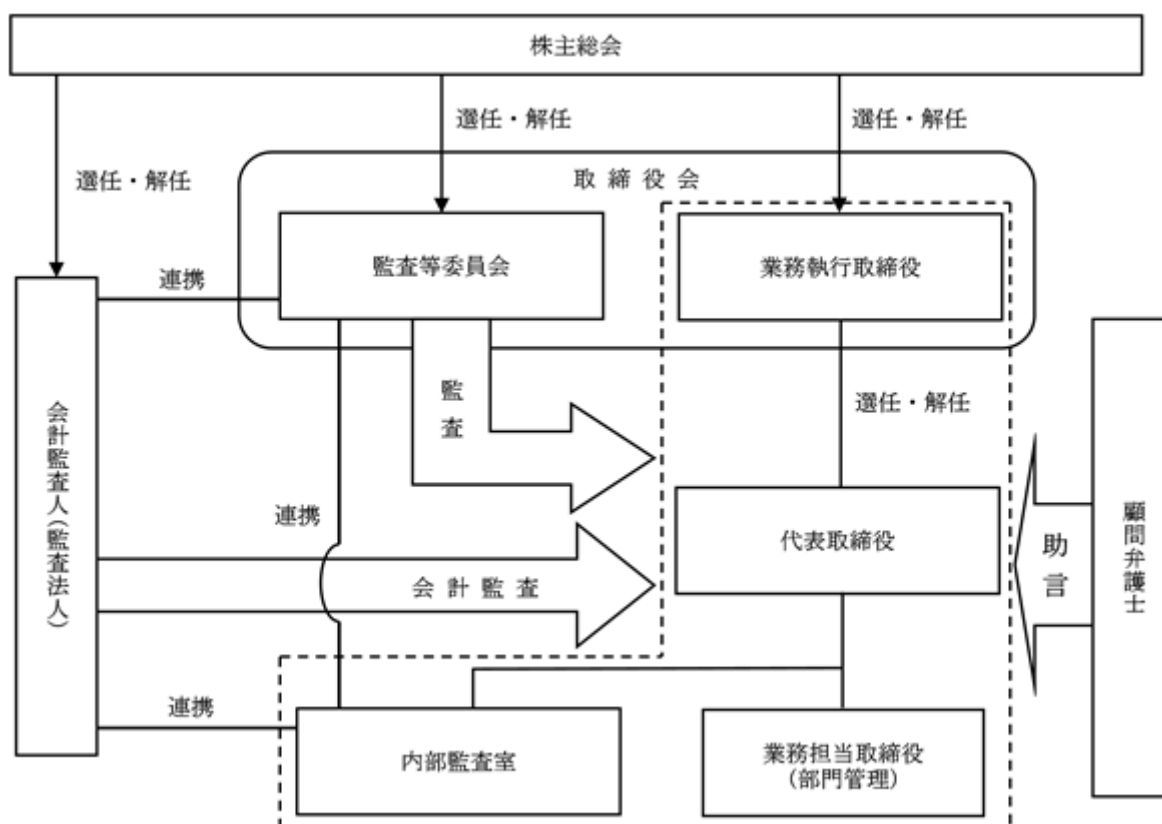 株主総会
選任・解任
選任・解任
選任・解任
取締役会
監査等委員会
業務執行取締役
連携
監査
選任・解任
会計監査人(監査法人)
連携
代表取締役
助言
顧問弁護士
会計監査
連携
内部監査室
業務担当取締役
(部門管理)